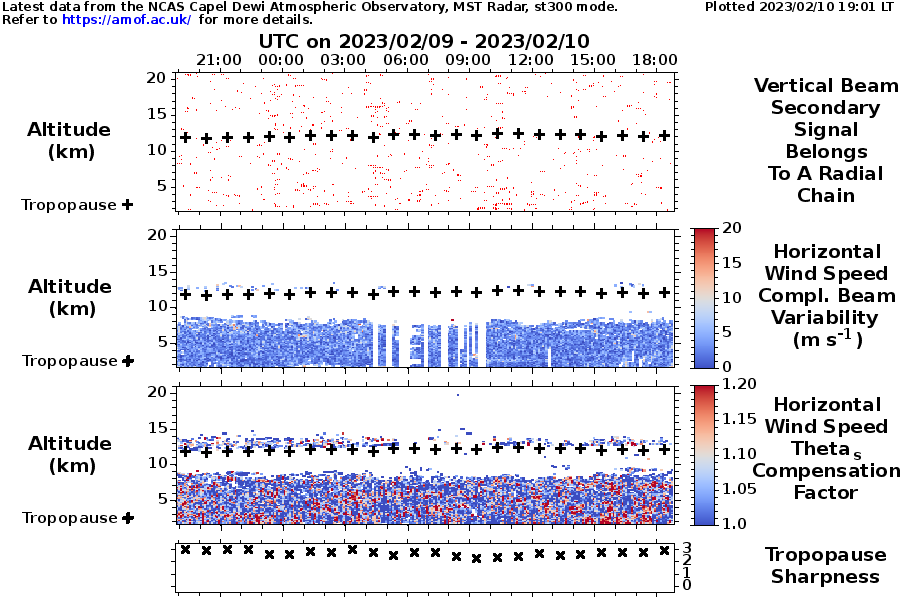 Latest data from the NCAS Capel Dewi Atmospheric Observatory, MST Radar, st300 mode.
Plotted 2023/02/10 19:01 LT
Refer to https://amof.ac.uk/ for more details.
UTC on 2023/02/09 - 2023/02/10
21:00 00:00 03:00 06:00 09:00 12:00 15:00 18:00
20
15
10
5
Altitude
(km)
Tropopause +
Vertical Beam
Secondary
Signal
Belongs
To A Radial
Chain
20
15
10
5
Altitude
(km)
Tropopause +
20
15
10
5
0
Horizontal
Wind Speed
Compl. Beam
Variability
(m s-1)
20
15
10
5
Altitude
(km)
Tropopause +
1.20
1.15
1.10
1.05
1.0
Horizontal
Wind Speed
Theta s
Compensation
Factor
3
2
1
0
Tropopause
Sharpness